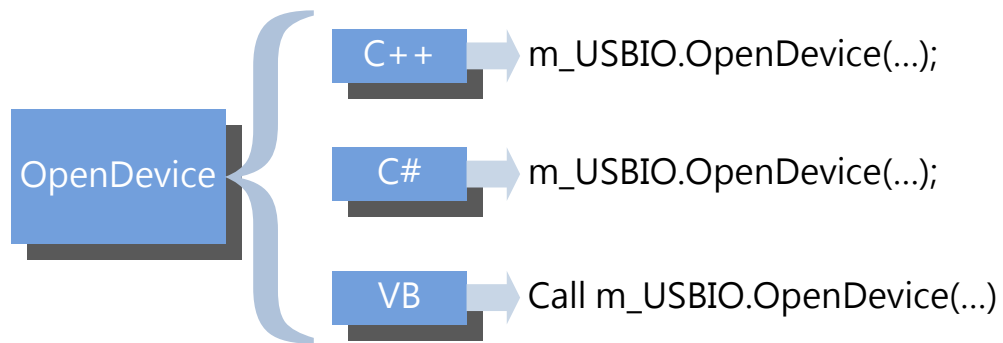 OpenDevice
C++
m_USBIO.OpenDevice(...);
C#
m_USBIO.OpenDevice(...);
VB
Call m_USBIO.OpenDevice(...)